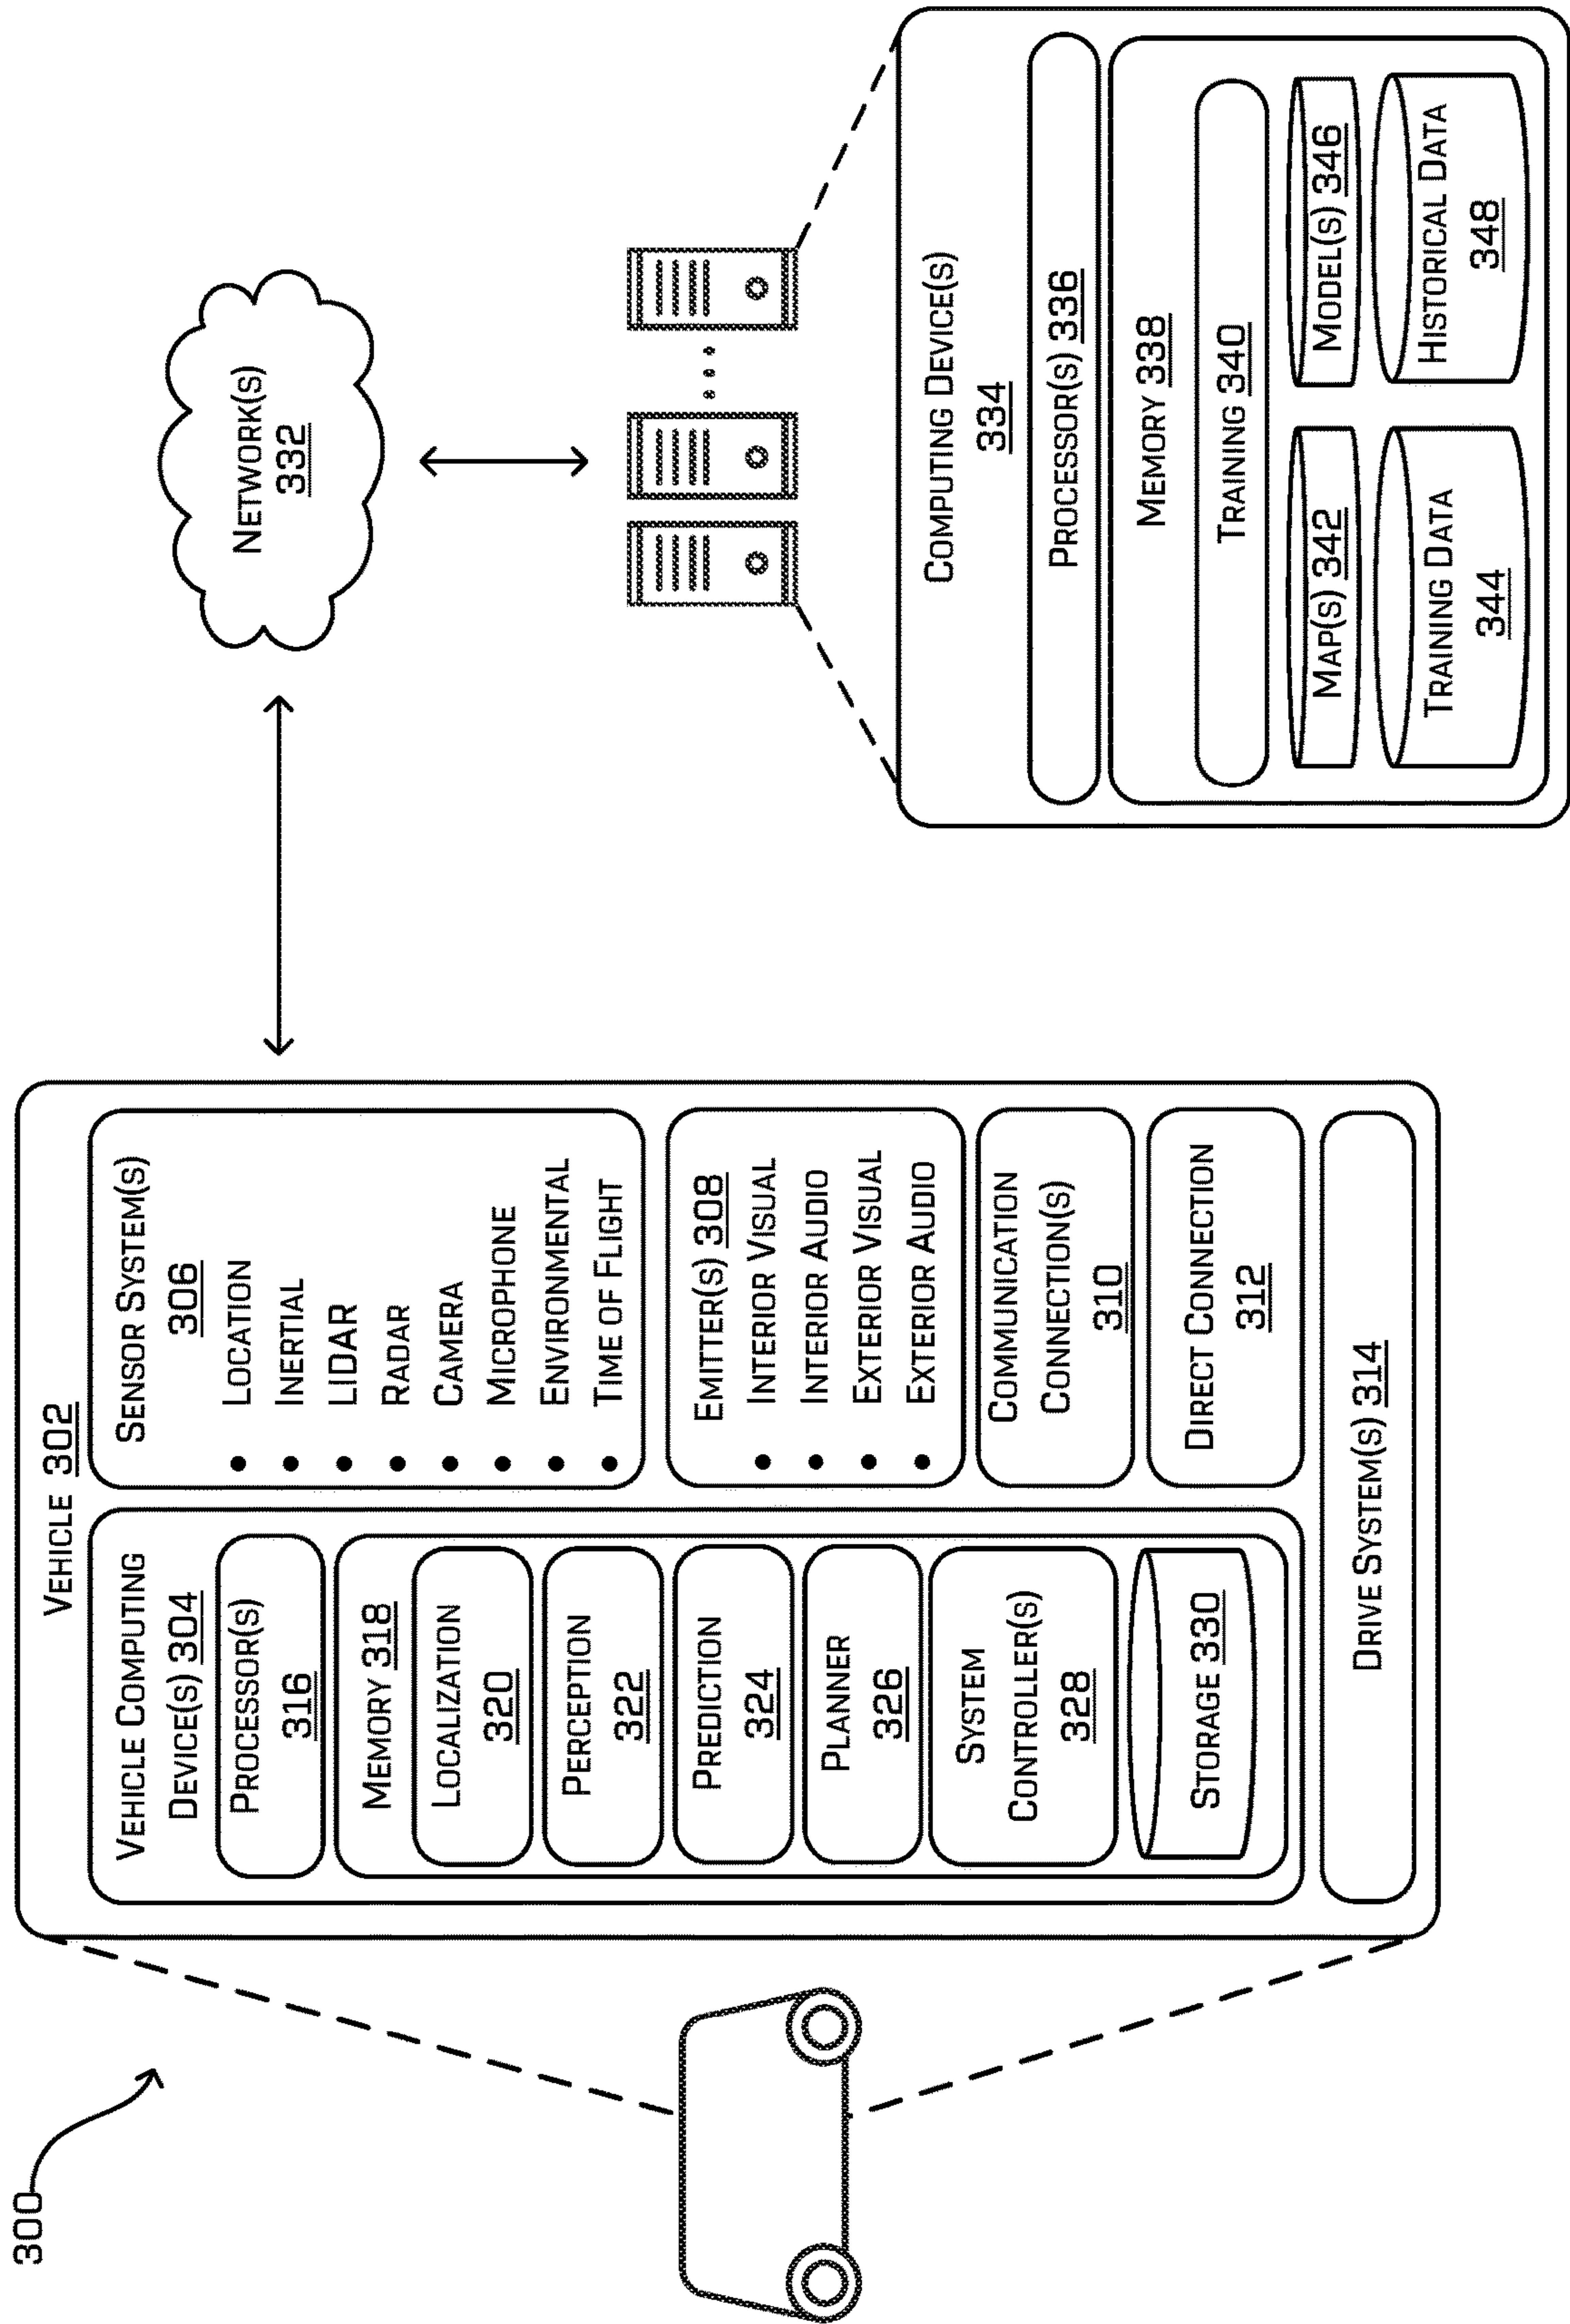 300
VEHICLE 302
VEHICLE COMPUTING
DEVICE(S) 304
PROCESSOR(S)
316
MEMORY 318
LOCALIZATION
320
PERCEPTION
322
PREDICTION
324
PLANNER
326
SYSTEM
CONTROLLER(S)
328
STORAGE 330
SENSOR SYSTEM(S)
306
• LOCATION
• INERTIAL
• LIDAR
• RADAR
• CAMERA
• MICROPHONE
• ENVIRONMENTAL
• TIME OF FLIGHT
EMITTER(S) 308
• INTERIOR VISUAL
• INTERIOR AUDIO
• EXTERIOR VISUAL
• EXTERIOR AUDIO
COMMUNICATION
CONNECTION(S)
310
DIRECT CONNECTION
312
DRIVE SYSTEM(S) 314
NETWORK(S)
332
COMPUTING DEVICE(S)
334
PROCESSOR(S) 336
MEMORY 338
TRAINING 340
MAP(S) 342
MODEL(S) 346
TRAINING DATA
344
HISTORICAL DATA
348